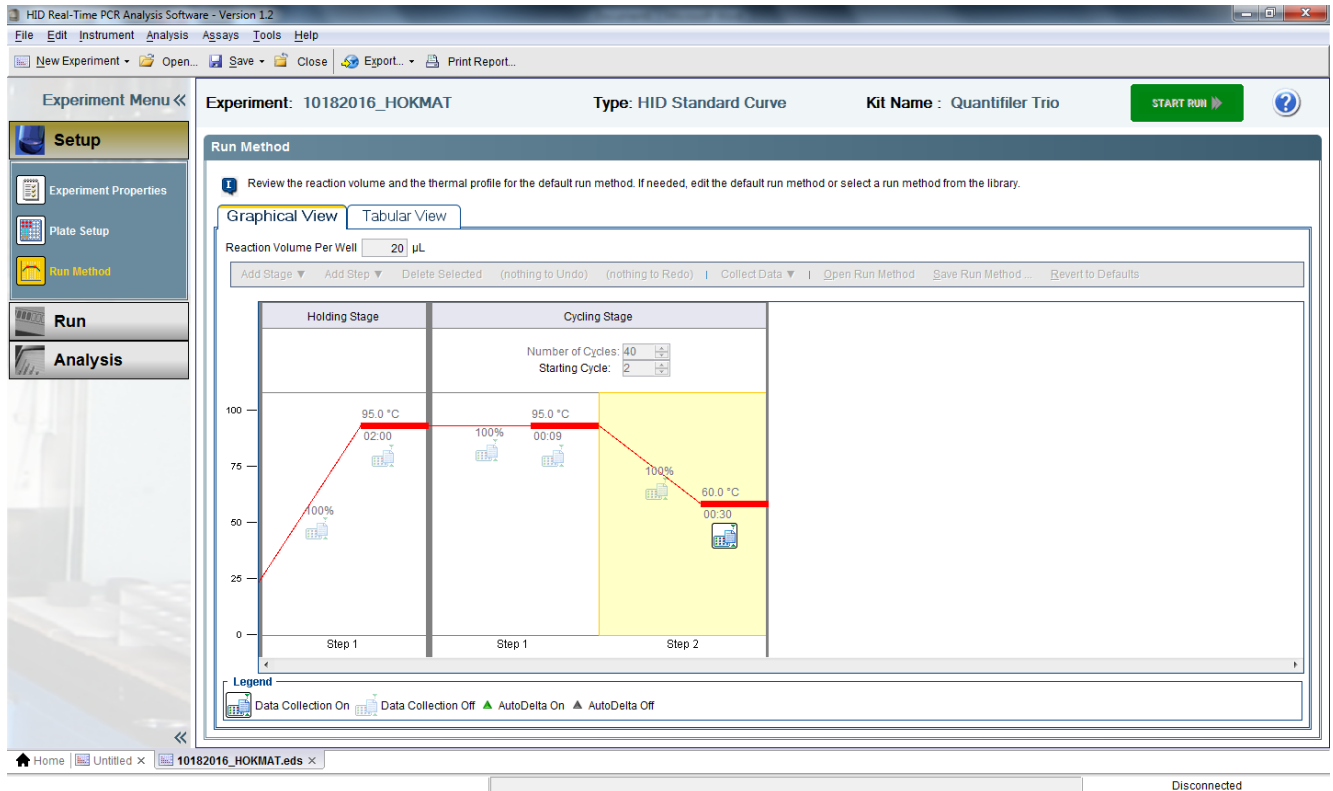 HID Real-Time PCR Analysis Software - Version 1.2
File Edit Instrument Analysis Assays Tools Help
New Experiment Open... Save Close Export... Print Report...
Experiment Menu «
Experiment: 10182016_HOKMAT Type: HID Standard Curve Kit Name : Quantifiler Trio START RUN
Setup
Experiment Properties
Plate Setup
Run Method
Run
Analysis
Run Method
Review the reaction volume and the thermal profile for the default run method. If needed, edit the default run method or select a run method from the library.
Graphical View Tabular View
Reaction Volume Per Well 20 µL
Add Stage ▼ Add Step ▼ Delete Selected (nothing to Undo) (nothing to Redo) | Collect Data ▼ | Open Run Method Save Run Method ... Revert to Defaults
Holding Stage Cycling Stage
Number of Cycles: 40
Starting Cycle: 2
100
75
50
25
0
95.0 °C 95.0 °C
02:00 100% 00:09
100%
60.0 °C
100% 00:30
Step 1 Step 1 Step 2
Legend
Data Collection On Data Collection Off AutoDelta On AutoDelta Off
«
Home Untitled × 10182016_HOKMAT.eds ×
Disconnected